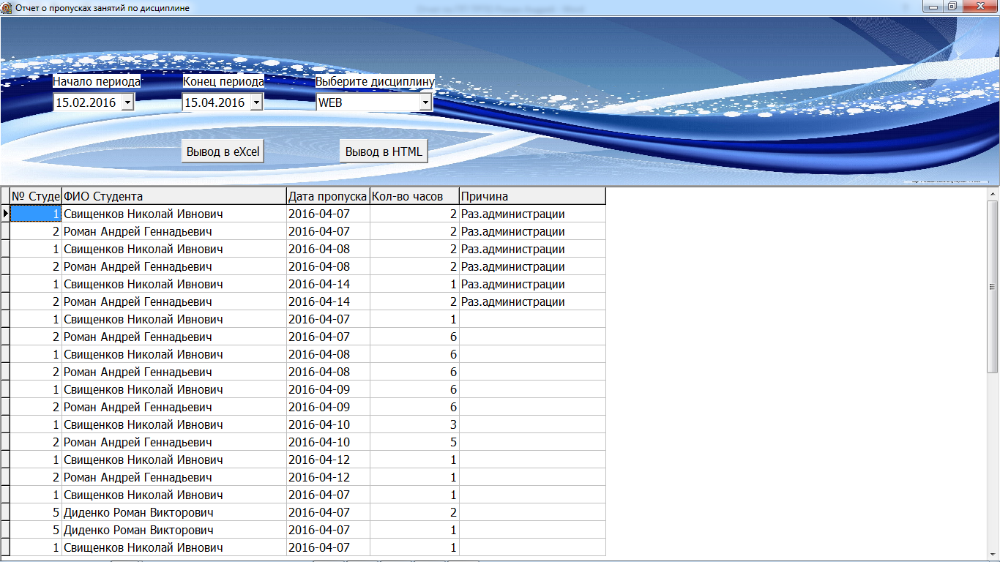 Отчет о пропусках занятий по дисциплине
Начало периода Конец периода Выберите дисциплину
15.02.2016 15.04.2016 WEB
Вывод в eXcel Вывод в HTML
№ Студе ФИО Студента Дата пропуска Кол-во часов Причина
1 Свищенков Николай Ивнович 2016-04-07 2 Раз.администрации
2 Роман Андрей Геннадьевич 2016-04-07 2 Раз.администрации
1 Свищенков Николай Ивнович 2016-04-08 2 Раз.администрации
2 Роман Андрей Геннадьевич 2016-04-08 2 Раз.администрации
1 Свищенков Николай Ивнович 2016-04-14 1 Раз.администрации
2 Роман Андрей Геннадьевич 2016-04-14 2 Раз.администрации
1 Свищенков Николай Ивнович 2016-04-07 1
2 Роман Андрей Геннадьевич 2016-04-07 6
1 Свищенков Николай Ивнович 2016-04-08 6
2 Роман Андрей Геннадьевич 2016-04-08 6
1 Свищенков Николай Ивнович 2016-04-09 6
2 Роман Андрей Геннадьевич 2016-04-09 6
1 Свищенков Николай Ивнович 2016-04-10 3
2 Роман Андрей Геннадьевич 2016-04-10 5
1 Свищенков Николай Ивнович 2016-04-12 1
2 Роман Андрей Геннадьевич 2016-04-12 1
1 Свищенков Николай Ивнович 2016-04-07 1
5 Диденко Роман Викторович 2016-04-07 2
5 Диденко Роман Викторович 2016-04-07 1
1 Свищенков Николай Ивнович 2016-04-07 1